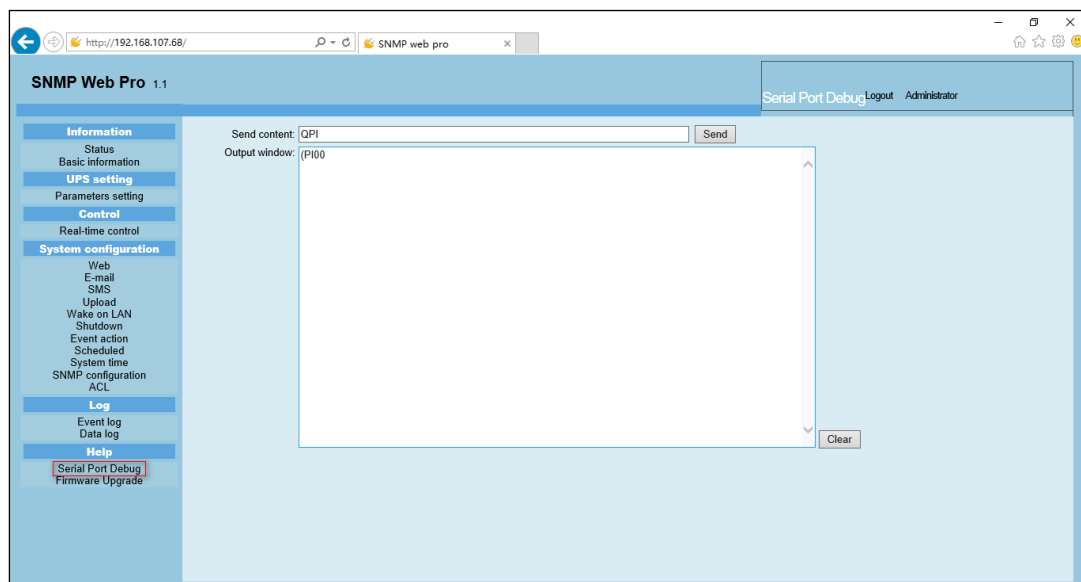 http://192.168.107.68/
SNMP web pro
SNMP Web Pro 1.1
Serial Port Debug Logout Administrator
Information
Status
Basic information
UPS setting
Parameters setting
Control
Real-time control
System configuration
Web
E-mail
SMS
Upload
Wake on LAN
Shutdown
Event action
Scheduled
System time
SNMP configuration
ACL
Log
Event log
Data log
Help
Serial Port Debug
Firmware Upgrade
Send content: QPI Send
Output window: (PI00
Clear